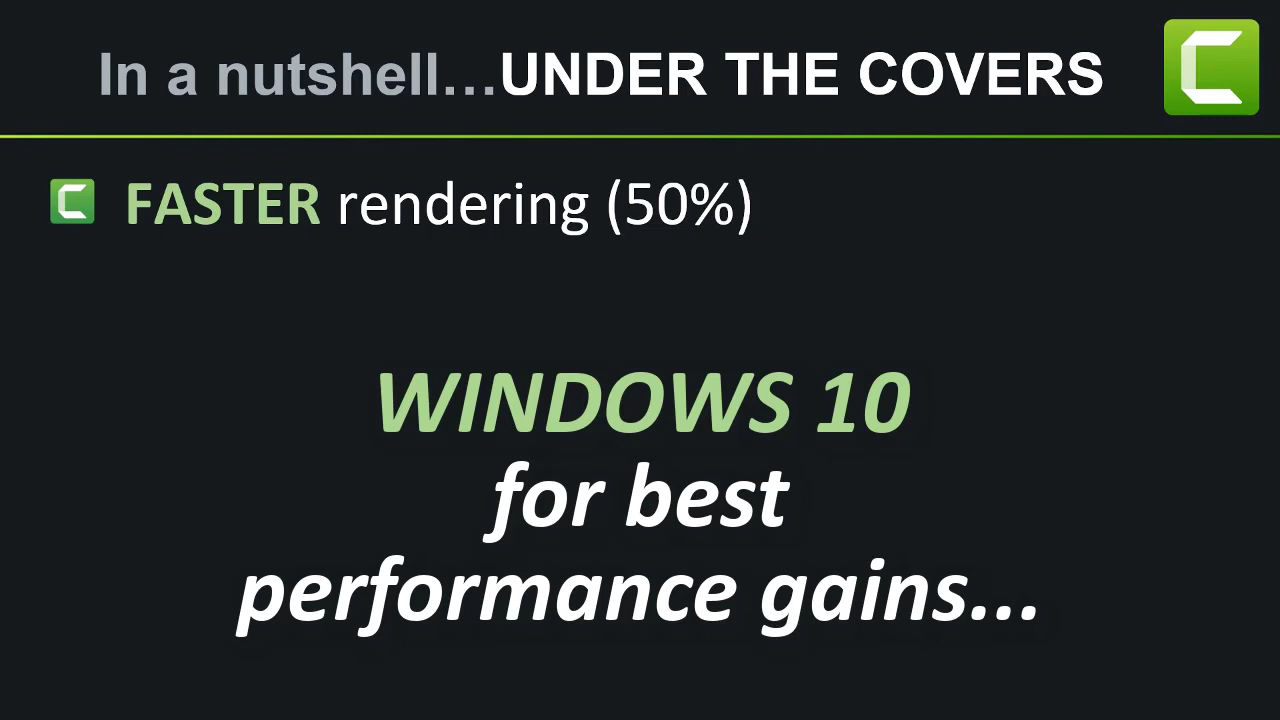 In a nutshell...UNDER THE COVERS
FASTER rendering (50%)
WINDOWS 10
for best
performance gains...